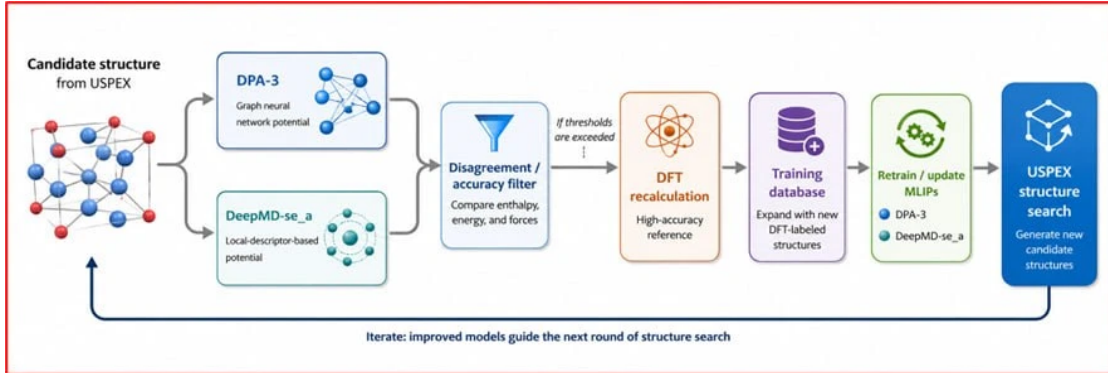 Candidate structure
from USPEX
DPA-3
Graph neural
network potential
DeepMD-se_a
Local-descriptor-based
potential
Disagreement /
accuracy filter
Compare enthalpy,
energy, and forces
If thresholds
are exceeded
DFT
recalculation
High-accuracy
reference
Training
database
Expand with new
DFT-labeled
structures
Retrain / update
MLIPs
DPA-3
DeepMD-se_a
USPEX
structure
search
Generate new
candidate
structures
Iterate: improved models guide the next round of structure search